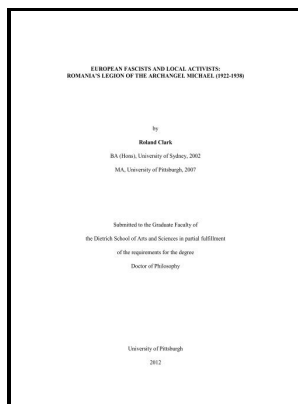 EUROPEAN FASCISTS AND LOCAL ACTIVISTS:
ROMANIA'S LEGION OF THE ARCHANGEL MICHAEL (1922-1938)
by
Roland Clark
BA (Hons), University of Sydney, 2002
MA, University of Pittsburgh, 2007
Submitted to the Graduate Faculty of
the Dietrich School of Arts and Sciences in partial fulfillment
of the requirements for the degree
Doctor of Philosophy
University of Pittsburgh
2012